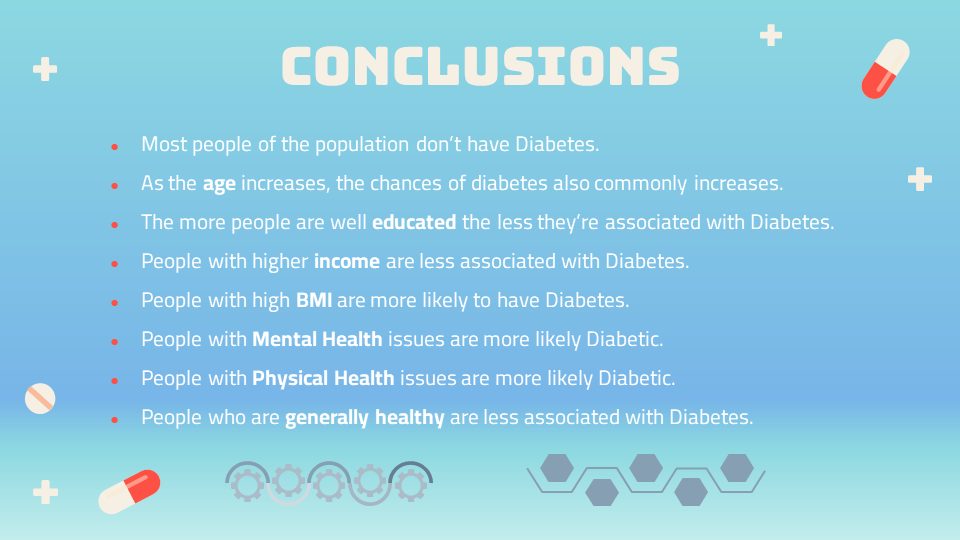 CONCLUSIONS
• Most people of the population don’t have Diabetes.
• As the age increases, the chances of diabetes also commonly increases.
• The more people are well educated the less they’re associated with Diabetes.
• People with higher income are less associated with Diabetes.
• People with high BMI are more likely to have Diabetes.
• People with Mental Health issues are more likely Diabetic.
• People with Physical Health issues are more likely Diabetic.
• People who are generally healthy are less associated with Diabetes.